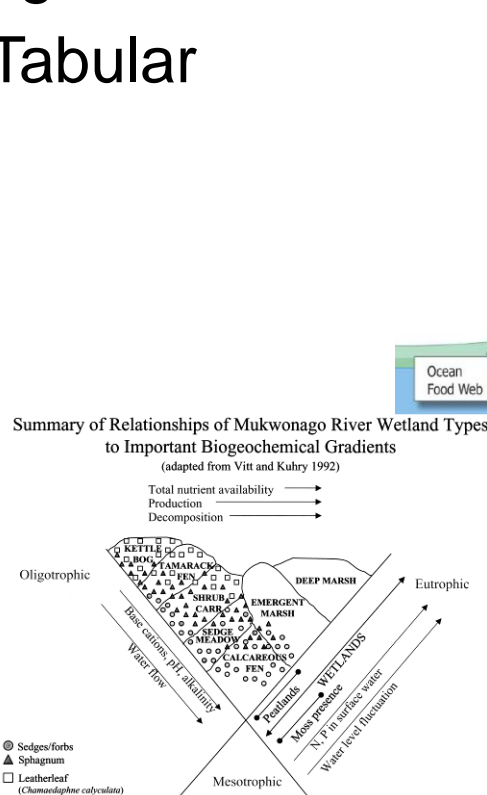 Tabular
Ocean
Food Web
Summary of Relationships of Mukwonago River Wetland Types
to Important Biogeochemical Gradients
(adapted from Vitt and Kuhry 1992)
Total nutrient availability
Production
Decomposition
Oligotrophic
KETTLE
BOG
TAMARACK
FEN
SHRUB
CARR
SEDGE
MEADOW
CALCAREOUS
FEN
EMERGENT
MARSH
DEEP MARSH
Eutrophic
Base cations, pH, alkalinity
Water flow
Peatlands
WETLANDS
Moss presence
N, P in surface water
Water level fluctuation
Mesotrophic
Sedges/forbs
Sphagnum
Leatherleaf
(Chamaedaphne calyculata)